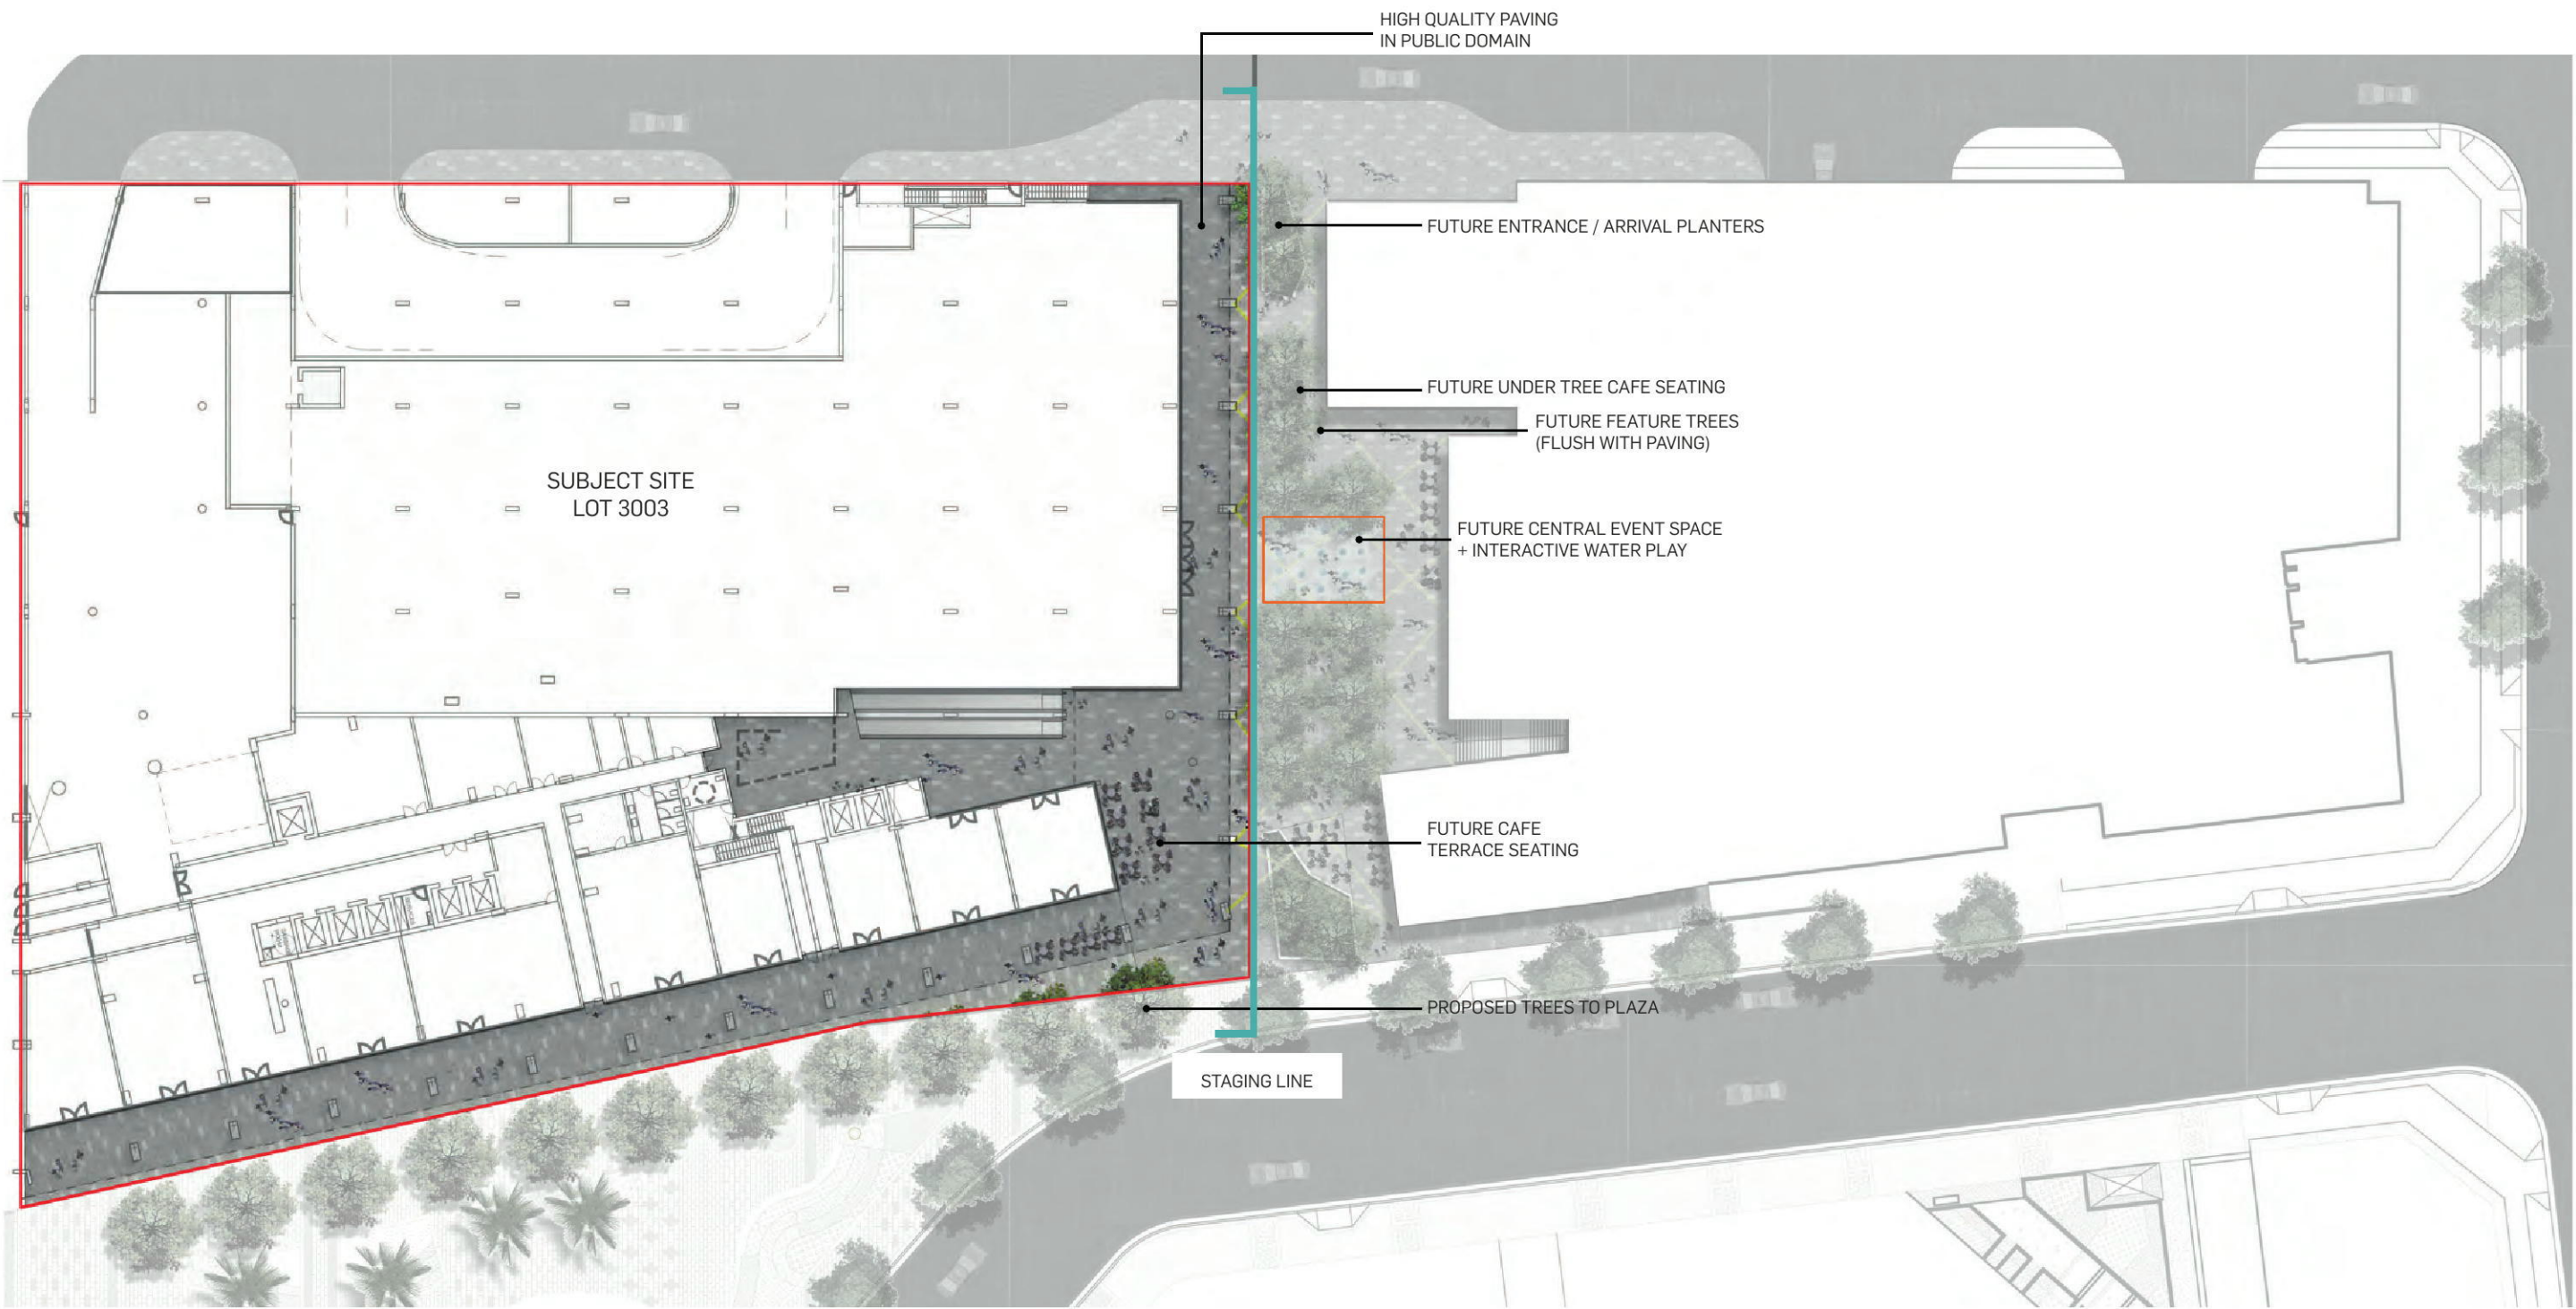 HIGH QUALITY PAVING
IN PUBLIC DOMAIN
FUTURE ENTRANCE / ARRIVAL PLANTERS
FUTURE UNDER TREE CAFE SEATING
FUTURE FEATURE TREES
(FLUSH WITH PAVING)
SUBJECT SITE
LOT 3003
FUTURE CENTRAL EVENT SPACE
+ INTERACTIVE WATER PLAY
FUTURE CAFE
TERRACE SEATING
PROPOSED TREES TO PLAZA
STAGING LINE